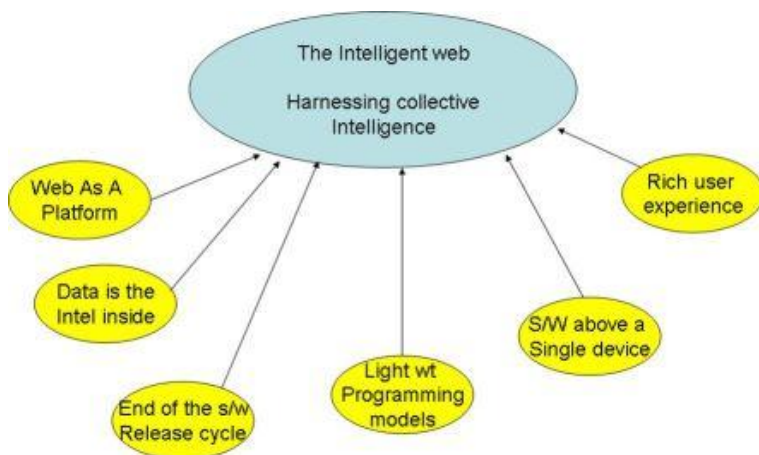 The Intelligent web
Harnessing collective
Intelligence
Web As A
Platform
Rich user
experience
Data is the
Intel inside
S/W above a
Single device
Light wt
Programming
models
End of the s/w
Release cycle